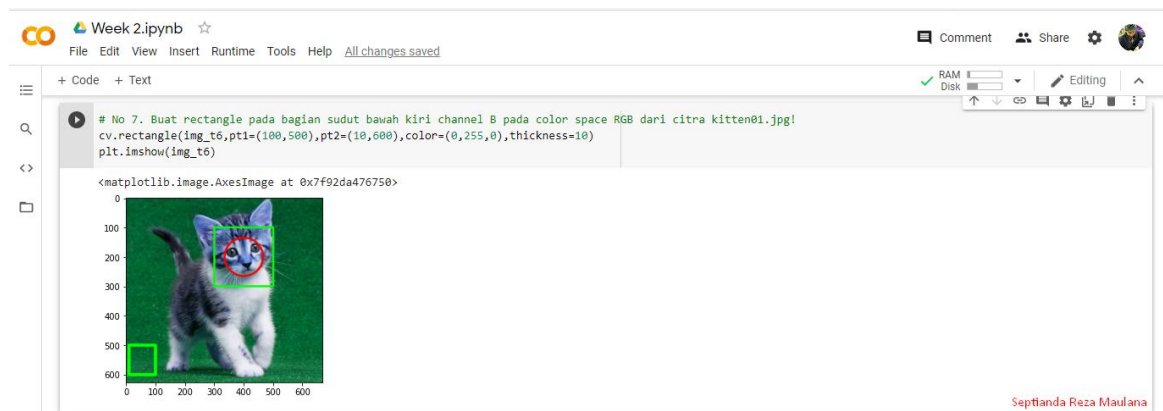 Week 2.ipynb
Comment
Share
File Edit View Insert Runtime Tools Help All changes saved
+ Code + Text
RAM
Disk
Editing
# No 7. Buat rectangle pada bagian sudut bawah kiri channel B pada color space RGB dari citra kitten01.jpg!
cv.rectangle(img_t6,pt1=(100,500),pt2=(10,600),color=(0,255,0),thickness=10)
plt.imshow(img_t6)
<matplotlib.image.AxesImage at 0x7f92da476750>
0
100
200
300
400
500
600
0 100 200 300 400 500 600
Septianda Reza Maulana